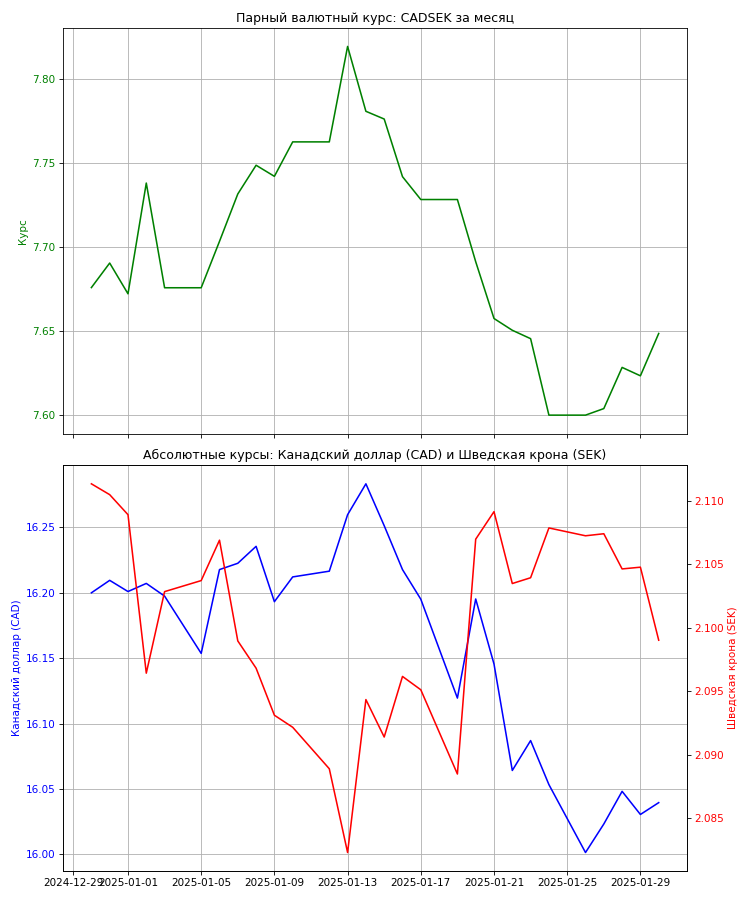 Парный валютный курс: CADSEK за месяц
7.80
7.75
7.70
7.65
7.60
Курс
Абсолютные курсы: Канадский доллар (CAD) и Шведская крона (SEK)
16.25
16.20
16.15
16.10
16.05
16.00
Канадский доллар (CAD)
2.110
2.105
2.100
2.095
2.090
2.085
Шведская крона (SEK)
2024-12-29 2025-01-01 2025-01-05 2025-01-09 2025-01-13 2025-01-17 2025-01-21 2025-01-25 2025-01-29